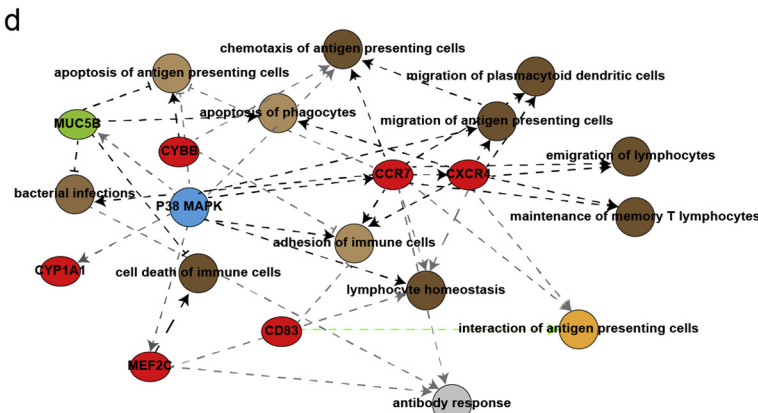 d
chemotaxis of antigen presenting cells
apoptosis of antigen presenting cells
migration of plasmacytoid dendritic cells
apoptosis of phagocytes
migration of antigen presenting cells
MUC5B
CYBB
emigration of lymphocytes
CCR7
CXCR4
bacterial infections
P38 MAPK
maintenance of memory T lymphocytes
adhesion of immune cells
CYP1A1
cell death of immune cells
lymphocyte homeostasis
CD83
interaction of antigen presenting cells
MEF2C
antibody response